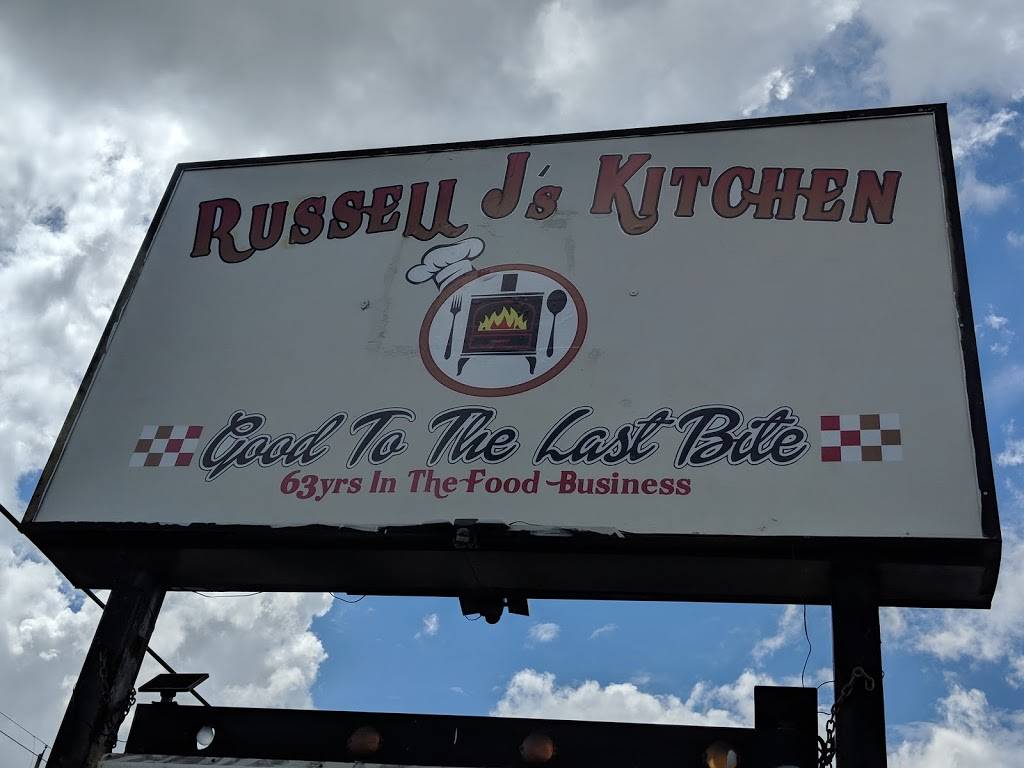 Russell J's Kitchen
Good To The Last Bite
63yrs In The Food Business